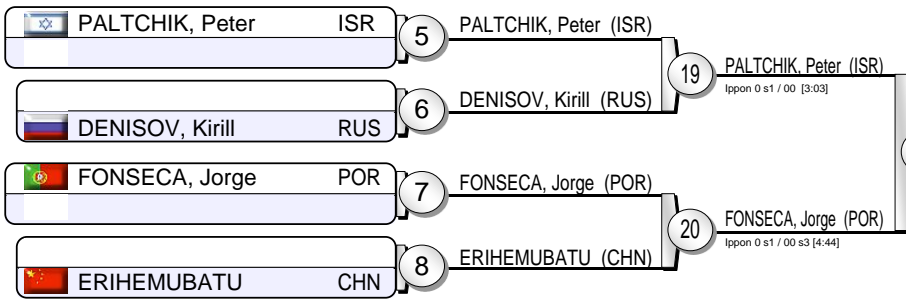 PALTCHIK, Peter ISR
5
PALTCHIK, Peter (ISR)
19
PALTCHIK, Peter (ISR)
Ippon 0 s1 / 00 [3:03]
DENISOV, Kirill RUS
6
DENISOV, Kirill (RUS)
FONSECA, Jorge POR
7
FONSECA, Jorge (POR)
20
FONSECA, Jorge (POR)
Ippon 0 s1 / 00 s3 [4:44]
ERIHEMUBATU CHN
8
ERIHEMUBATU (CHN)